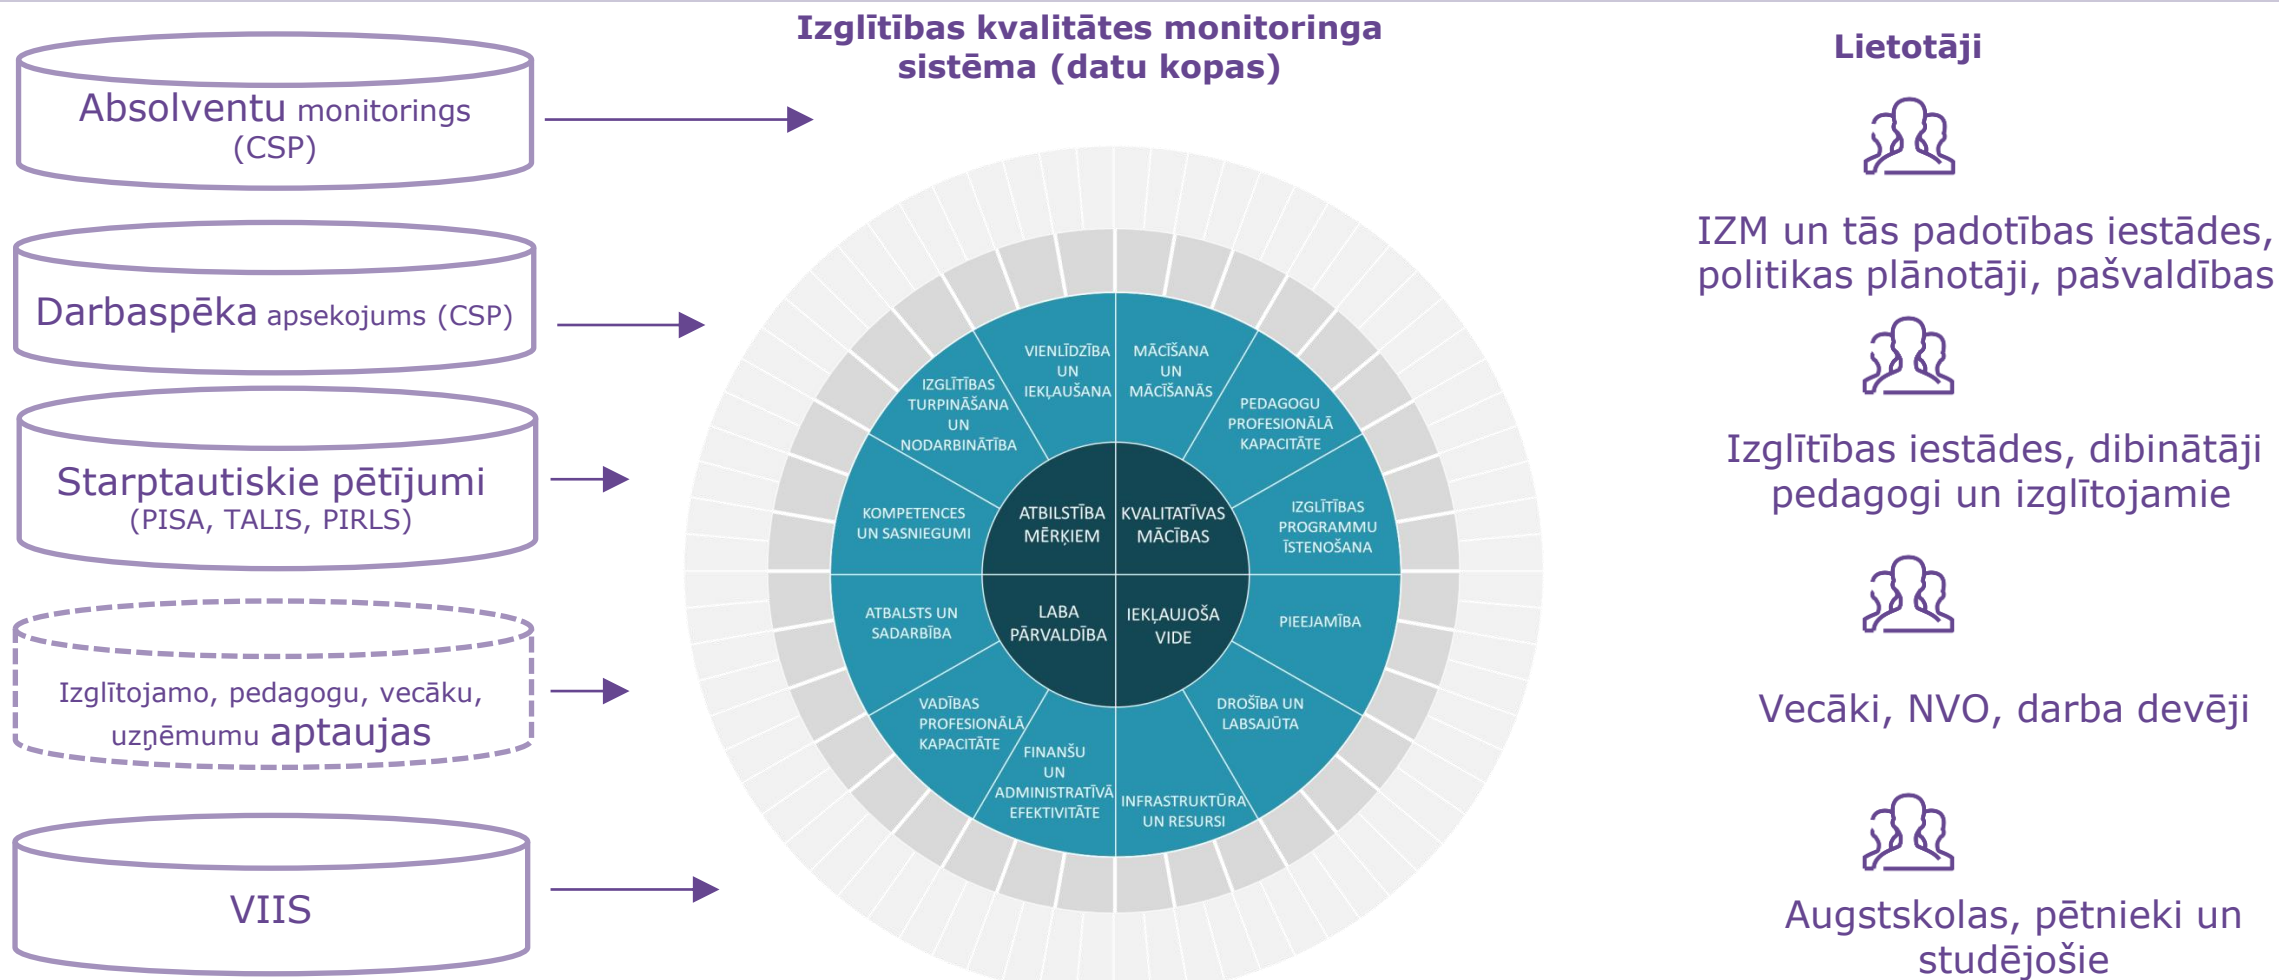 Izglītības kvalitātes monitoringa
sistēma (datu kopas)
Lietotāji
Absolventu monitorings
(CSP)
Darbaspēka apsekojums (CSP)
Starptautiskie pētījumi
(PISA, TALIS, PIRLS)
Izglītojamo, pedagogu, vecāku,
uzņēmumu aptaujas
VIIS
VIENLĪDZĪBA
UN
IEKĻAUŠANA
MĀCĪŠANA
UN
MĀCĪŠANĀS
IZGLĪTĪBAS
TURPINĀŠANA
UN
NODARBINĀTĪBA
PEDAGOGU
PROFESIONĀLĀ
KAPACITĀTE
KOMPETENCES
UN SASNIEGUMI
ATBILSTĪBA
MĒRĶIEM
KVALITATĪVAS
MĀCĪBAS
IZGLĪTĪBAS
PROGRAMMU
ĪSTENOŠANA
ATBALSTS UN
SADARBĪBA
LABA
PĀRVALDĪBA
IEKĻAUJOŠA
VIDE
PIEEJAMĪBA
VADĪBAS
PROFESIONĀLĀ
KAPACITĀTE
DROŠĪBA UN
LABSAJŪTA
FINANŠU
UN
ADMINISTRATĪVĀ
EFEKTIVITĀTE
INFRASTRUKTŪRA
UN RESURSI
IZM un tās padotības iestādes,
politikas plānotāji, pašvaldības
Izglītības iestādes, dibinātāji
pedagogi un izglītojamie
Vecāki, NVO, darba devēji
Augstskolas, pētnieki un
studējošie